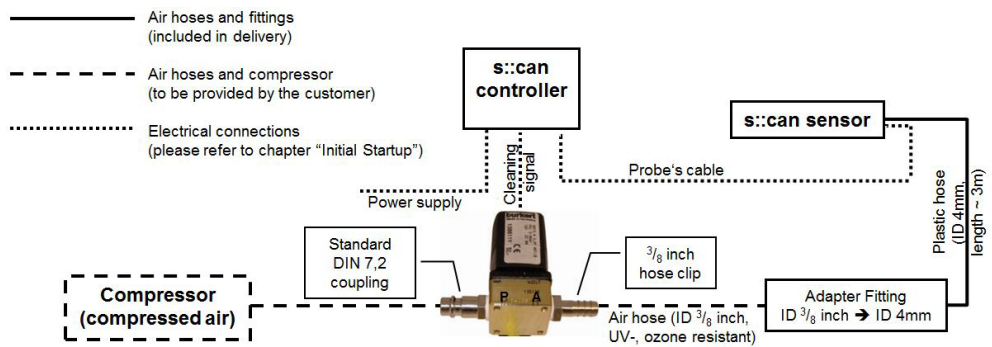 Air hoses and fittings
(included in delivery)
Air hoses and compressor
(to be provided by the customer)
Electrical connections
(please refer to chapter “Initial Startup”)
s::can
controller
s::can sensor
Cleaning
signal
Probe‘s cable
Power supply
Plastic hose
(ID 4mm,
length ~ 3m)
Standard
DIN 7,2
coupling
burkert
P A
3/8 inch
hose clip
Compressor
(compressed air)
Air hose (ID 3/8 inch,
UV-, ozone resistant)
Adapter Fitting
ID 3/8 inch ➔ ID 4mm